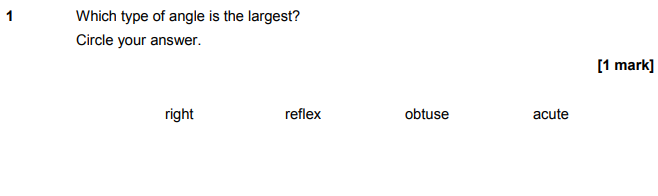 1 Which type of angle is the largest?
Circle your answer.
[1 mark]
right reflex obtuse acute